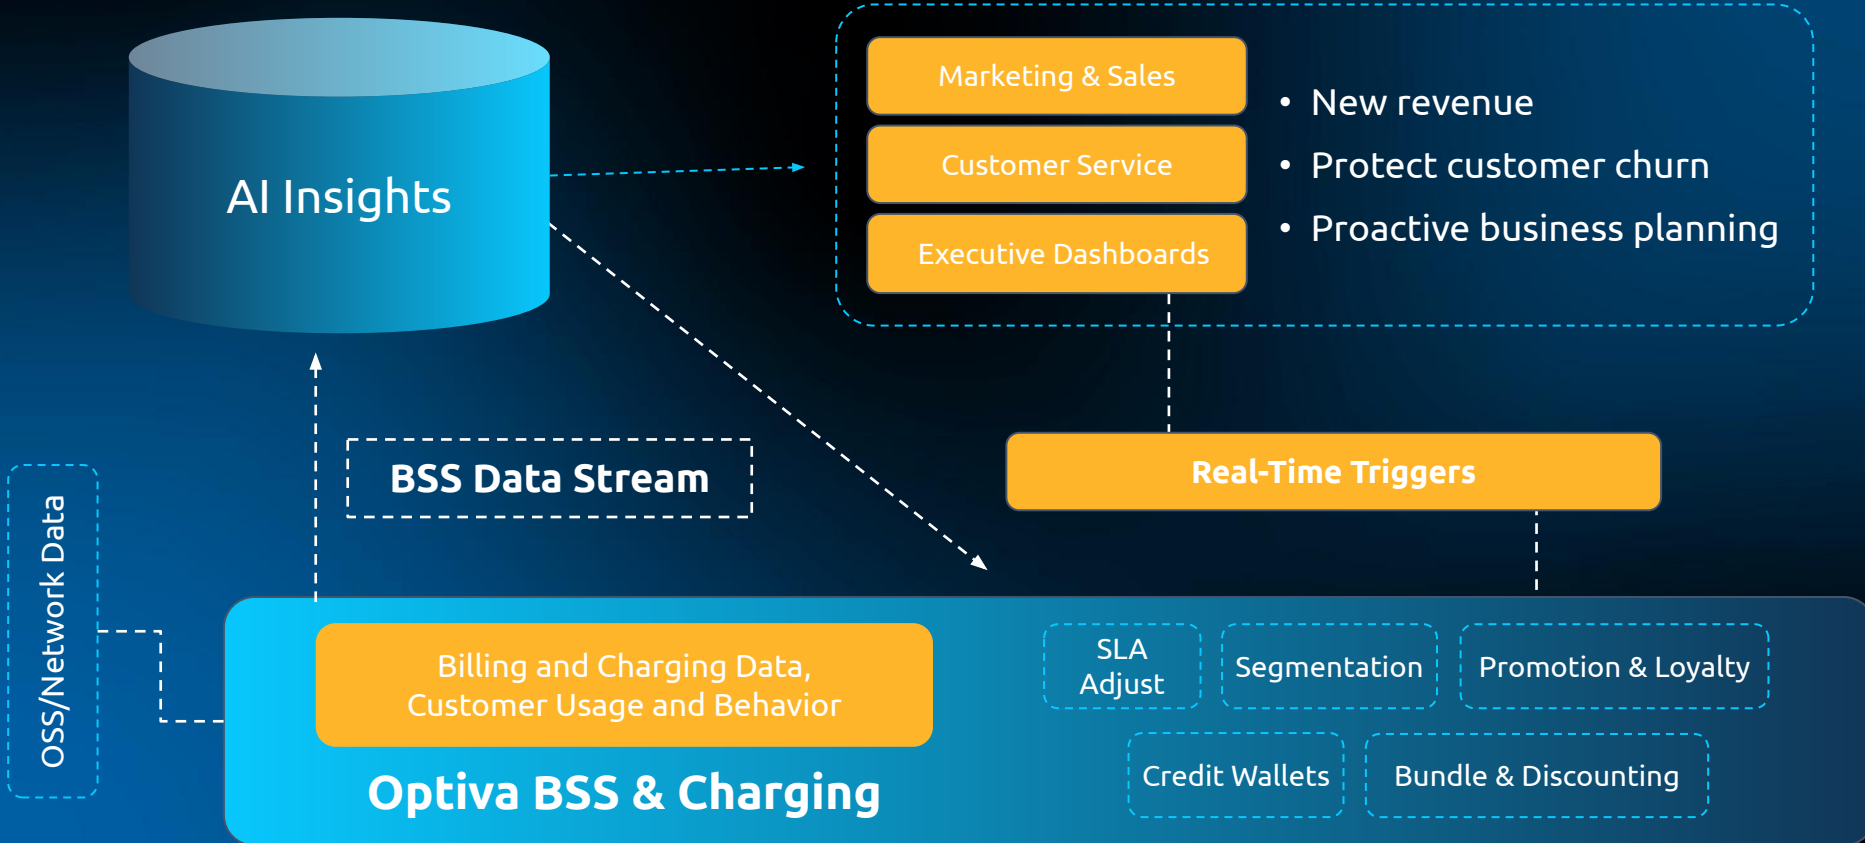 AI Insights
Marketing & Sales
Customer Service
Executive Dashboards
• New revenue
• Protect customer churn
• Proactive business planning
BSS Data Stream
Real-Time Triggers
OSS/Network Data
Billing and Charging Data,
Customer Usage and Behavior
Optiva BSS & Charging
SLA
Adjust
Segmentation
Promotion & Loyalty
Credit Wallets
Bundle & Discounting